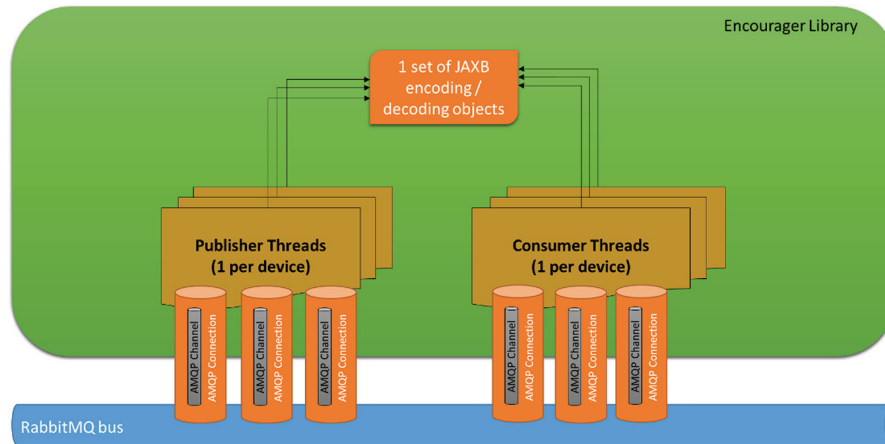 Encourager Library
1 set of JAXB
encoding /
decoding objects
Publisher Threads
(1 per device)
Consumer Threads
(1 per device)
AMQP Channel
AMQP Connection
AMQP Channel
AMQP Connection
AMQP Channel
AMQP Connection
AMQP Channel
AMQP Connection
AMQP Channel
AMQP Connection
AMQP Channel
AMQP Connection
RabbitMQ bus